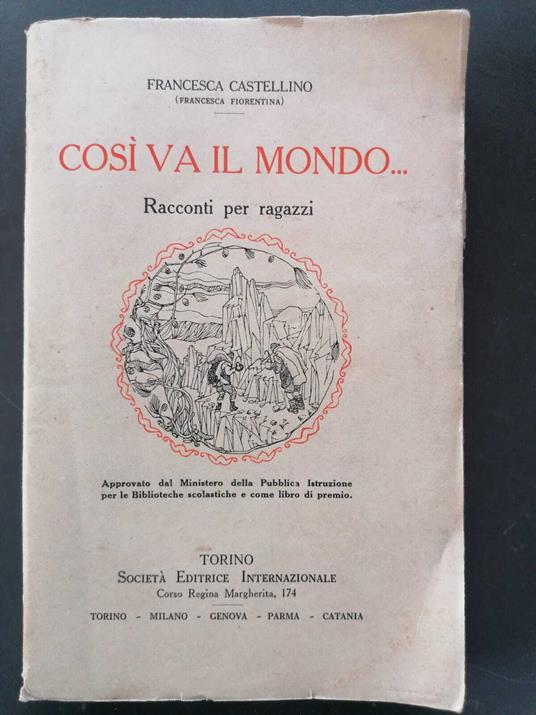 FRANCESCA CASTELLINO
(FRANCESCA FIORENTINA)
COSÌ VA IL MONDO...
Racconti per ragazzi
Approvato dal Ministero della Pubblica Istruzione
per le Biblioteche scolastiche e come libro di premio.
TORINO
SOCIETÀ EDITRICE INTERNAZIONALE
Corso Regina Margherita, 174
TORINO - MILANO - GENOVA - PARMA - CATANIA